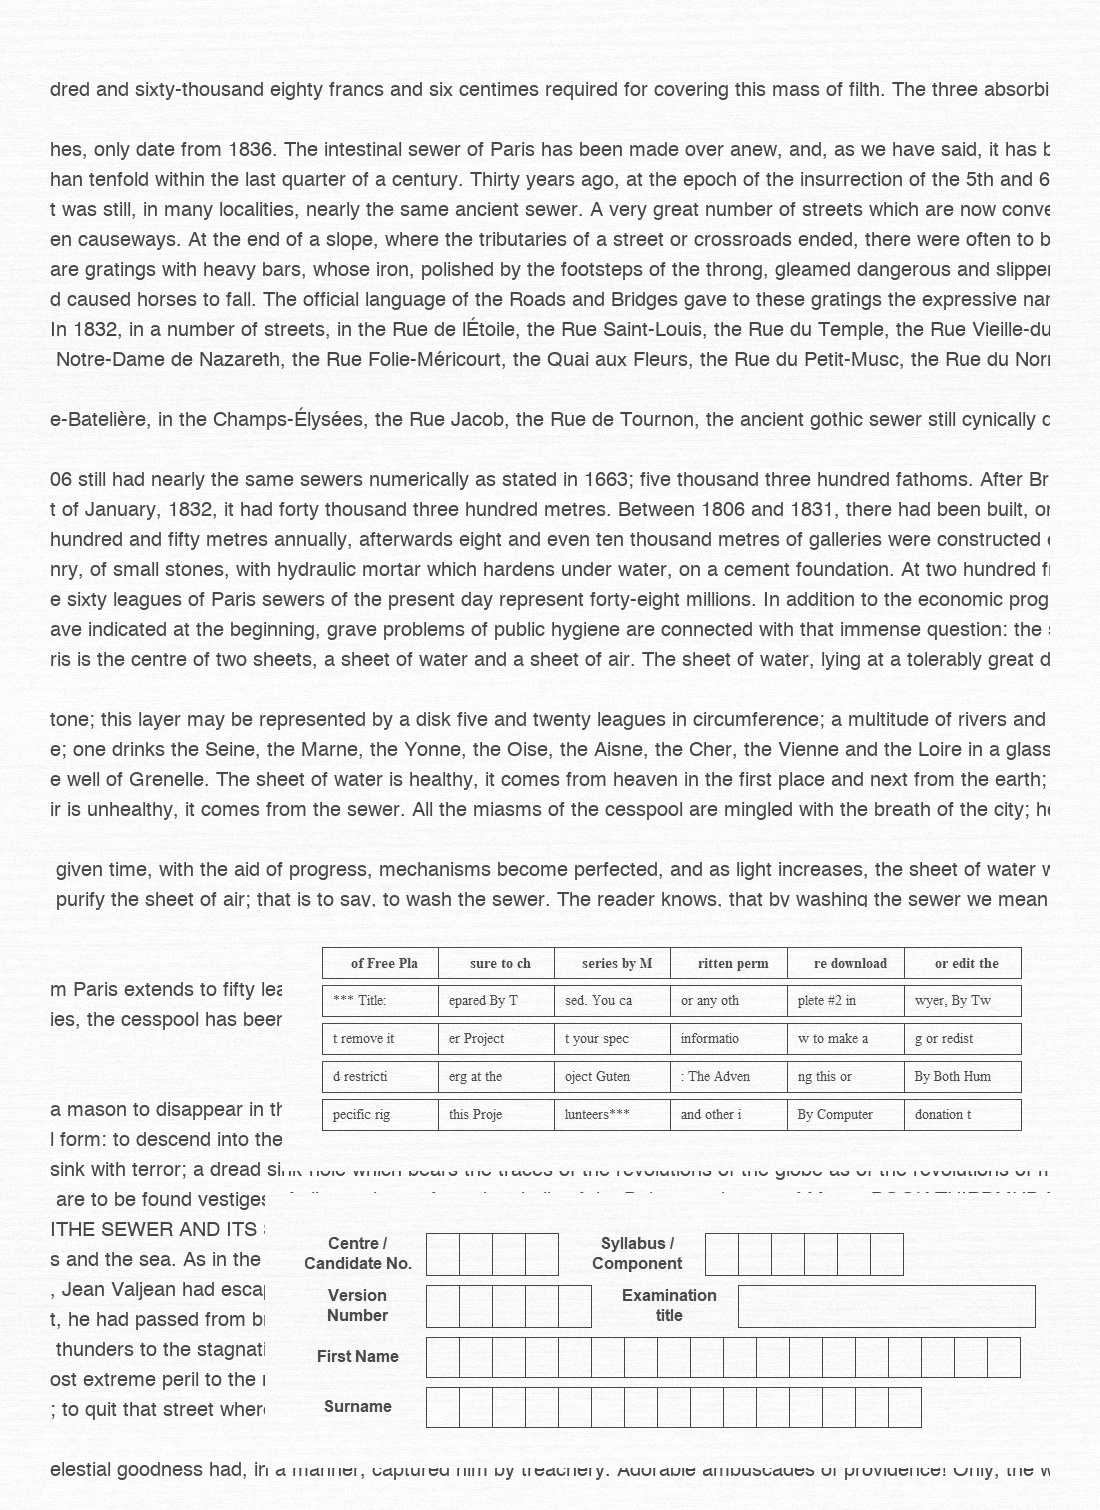 dred and sixty-thousand eighty francs and six centimes required for covering this mass of filth. The three absorbi
hes, only date from 1836. The intestinal sewer of Paris has been made over anew, and, as we have said, it has b
han tenfold within the last quarter of a century. Thirty years ago, at the epoch of the insurrection of the 5th and 6
t was still, in many localities, nearly the same ancient sewer. A very great number of streets which are now conve
en causeways. At the end of a slope, where the tributaries of a street or crossroads ended, there were often to b
are gratings with heavy bars, whose iron, polished by the footsteps of the throng, gleamed dangerous and slipper
d caused horses to fall. The official language of the Roads and Bridges gave to these gratings the expressive nar
In 1832, in a number of streets, in the Rue de lÉtoile, the Rue Saint-Louis, the Rue du Temple, the Rue Vieille-du
Notre-Dame de Nazareth, the Rue Folie-Méricourt, the Quai aux Fleurs, the Rue du Petit-Musc, the Rue du Norr
e-Batelière, in the Champs-Élysées, the Rue Jacob, the Rue de Tournon, the ancient gothic sewer still cynically
06 still had nearly the same sewers numerically as stated in 1663; five thousand three hundred fathoms. After Br
t of January, 1832, it had forty thousand three hundred metres. Between 1806 and 1831, there had been built, or
hundred and fifty metres annually, afterwards eight and even ten thousand metres of galleries were constructed
nry, of small stones, with hydraulic mortar which hardens under water, on a cement foundation. At two hundred f
e sixty leagues of Paris sewers of the present day represent forty-eight millions. In addition to the economic prog
ave indicated at the beginning, grave problems of public hygiene are connected with that immense question: the
ris is the centre of two sheets, a sheet of water and a sheet of air. The sheet of water, lying at a tolerably great d
tone; this layer may be represented by a disk five and twenty leagues in circumference; a multitude of rivers and
e; one drinks the Seine, the Marne, the Yonne, the Oise, the Aisne, the Cher, the Vienne and the Loire in a glass
e well of Grenelle. The sheet of water is healthy, it comes from heaven in the first place and next from the earth;
ir is unhealthy, it comes from the sewer. All the miasms of the cesspool are mingled with the breath of the city; he
given time, with the aid of progress, mechanisms become perfected, and as light increases, the sheet of water w
purify the sheet of air; that is to say, to wash the sewer. The reader knows, that by washing the sewer we mean
of Free Pla sure to ch series by M ritten perm re download or edit the
*** Title: epared By T sed. You ca or any oth plete #2 in wyer, By Tw
t remove it er Project t your spec informatio w to make a g or redist
d restricti erg at the oject Guten : The Adven ng this or By Both Hum
pecific rig this Proje lunteers*** and other i By Computer donation t
m Paris extends to fifty lea
ies, the cesspool has been
a mason to disappear in th
l form: to descend into the
sink with terror; a dread sink hole which bears the traces of the revolutions of the globe as of the revolutions of
are to be found vestiges
ITHE SEWER AND ITS
s and the sea. As in the
, Jean Valjean had escap
t, he had passed from br
thunders to the stagnati
ost extreme peril to the
; to quit that street where
Centre / Candidate No.
Syllabus / Component
Version Number
Examination title
First Name
Surname
elestial goodness had, in a manner, captured him by treachery. Adorable ambuscades of providence! Only, the w